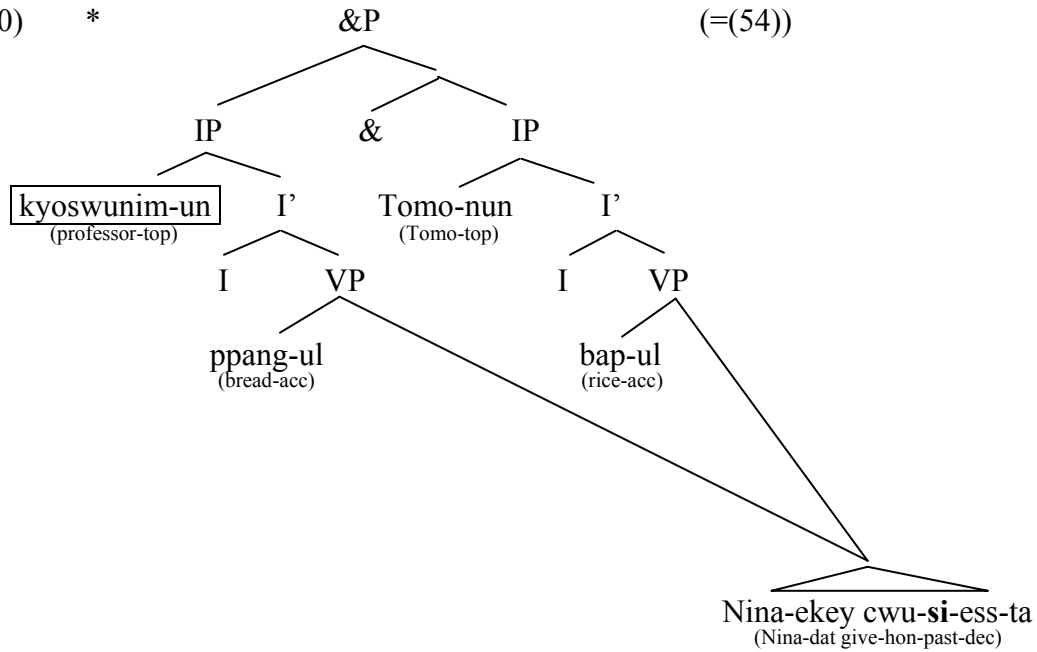 0) * &P (=(54))
IP & IP
kyoswunim-un I’ Tomo-nun I’
(professor-top) (Tomo-top)
I VP I VP
ppang-ul bap-ul
(bread-acc) (rice-acc)
Nina-ekey cwu-si-ess-ta
(Nina-dat give-hon-past-dec)